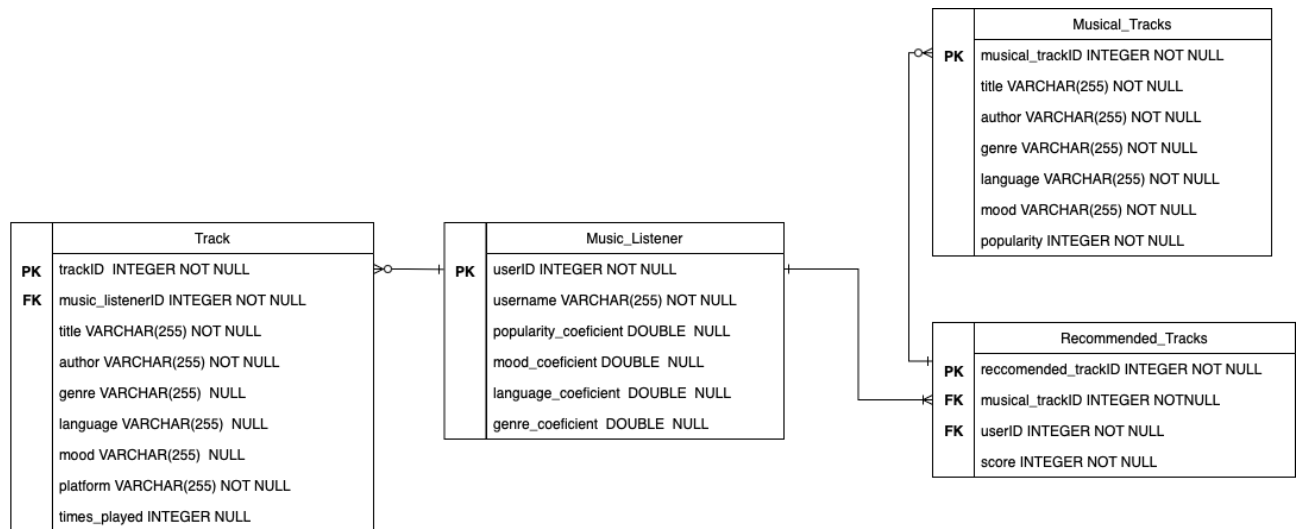 Musical_Tracks
PK musical_trackID INTEGER NOT NULL
title VARCHAR(255) NOT NULL
author VARCHAR(255) NOT NULL
genre VARCHAR(255) NOT NULL
language VARCHAR(255) NOT NULL
mood VARCHAR(255) NOT NULL
popularity INTEGER NOT NULL
Track
PK trackID INTEGER NOT NULL
FK music_listenerID INTEGER NOT NULL
title VARCHAR(255) NOT NULL
author VARCHAR(255) NOT NULL
genre VARCHAR(255) NULL
language VARCHAR(255) NULL
mood VARCHAR(255) NULL
platform VARCHAR(255) NOT NULL
times_played INTEGER NULL
Music_Listener
PK userID INTEGER NOT NULL
username VARCHAR(255) NOT NULL
popularity_coeficient DOUBLE NULL
mood_coeficient DOUBLE NULL
language_coeficient DOUBLE NULL
genre_coeficient DOUBLE NULL
Recommended_Tracks
PK reccomended_trackID INTEGER NOT NULL
FK musical_trackID INTEGER NOTNULL
FK userID INTEGER NOT NULL
score INTEGER NOT NULL